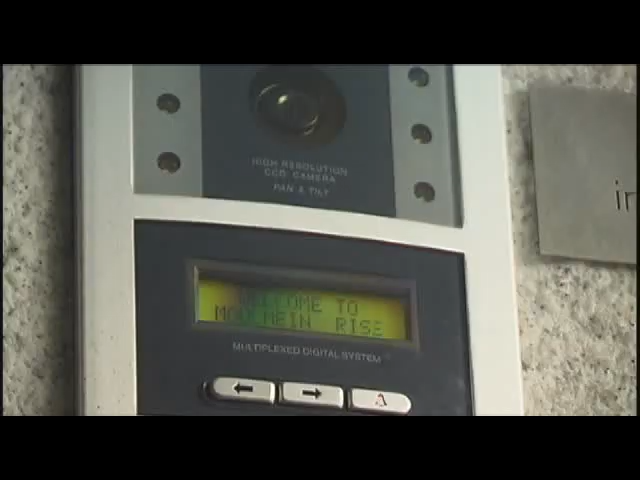 HIGH RESOLUTION
CCD CAMERA
PAN & TILT
WELCOME TO
RISE
MULTIPLEXED DIGITAL SYSTEM